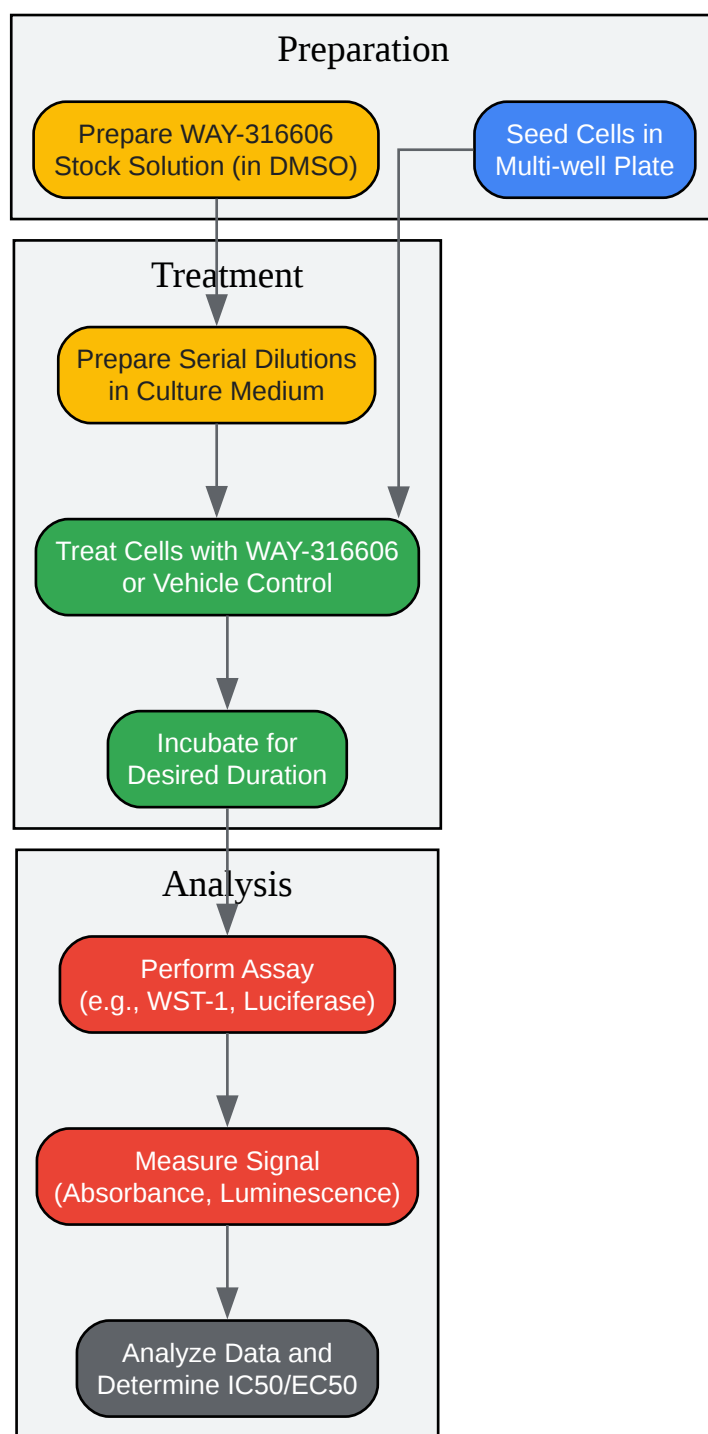 Preparation
Prepare WAY-316606
Stock Solution (in DMSO)
Seed Cells in
Multi-well Plate
Treatment
Prepare Serial Dilutions
in Culture Medium
Treat Cells with WAY-316606
or Vehicle Control
Incubate for
Desired Duration
Analysis
Perform Assay
(e.g., WST-1, Luciferase)
Measure Signal
(Absorbance, Luminescence)
Analyze Data and
Determine IC50/EC50